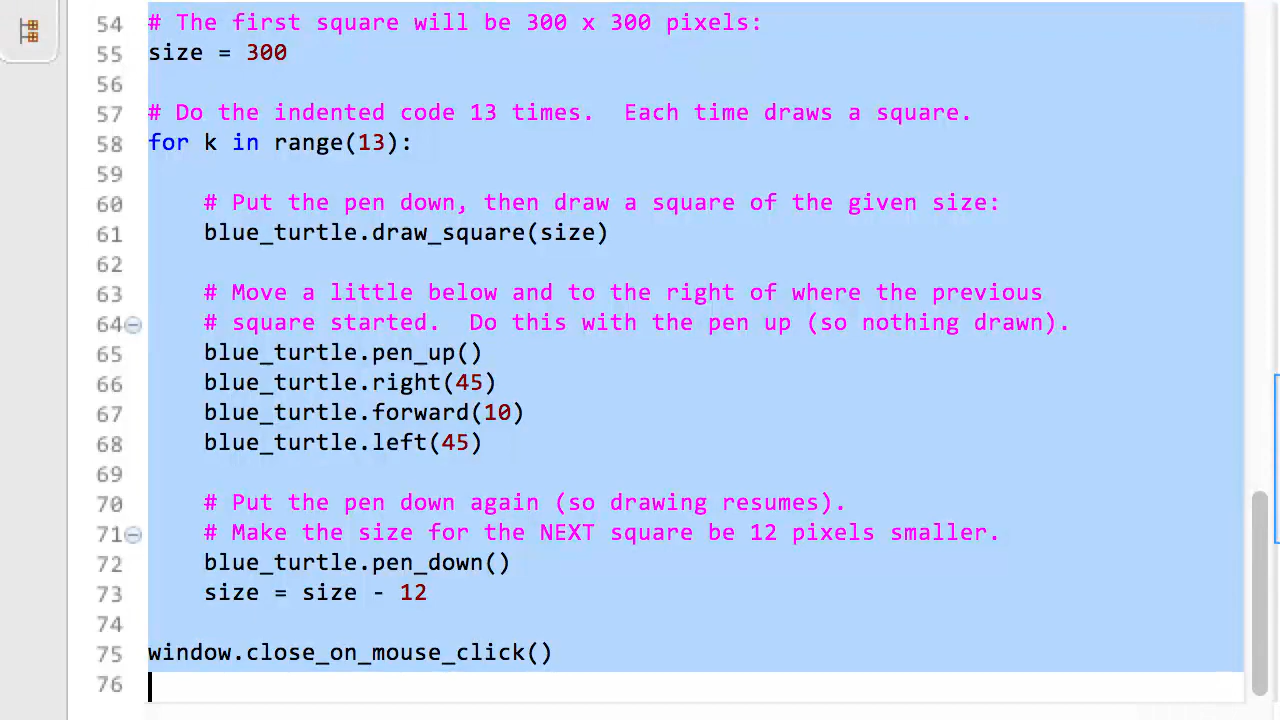 54 # The first square will be 300 x 300 pixels:
55 size = 300
56
57 # Do the indented code 13 times.  Each time draws a square.
58 for k in range(13):
59
60     # Put the pen down, then draw a square of the given size:
61     blue_turtle.draw_square(size)
62
63     # Move a little below and to the right of where the previous
64     # square started.  Do this with the pen up (so nothing drawn).
65     blue_turtle.pen_up()
66     blue_turtle.right(45)
67     blue_turtle.forward(10)
68     blue_turtle.left(45)
69
70     # Put the pen down again (so drawing resumes).
71     # Make the size for the NEXT square be 12 pixels smaller.
72     blue_turtle.pen_down()
73     size = size - 12
74
75 window.close_on_mouse_click()
76